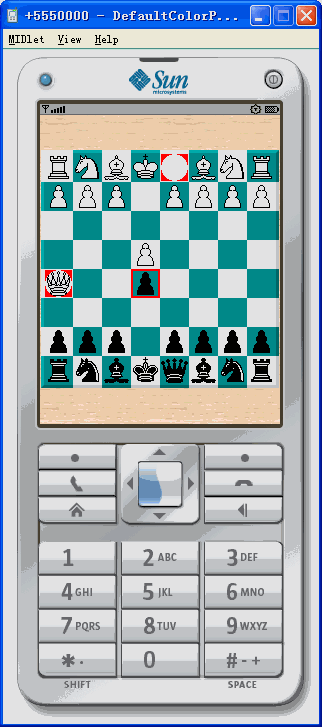 +5550000 - DefaultColorP...
MIDlet View Help
Sun
microsystems
1 2 ABC 3 DEF
4 GHI 5 JKL 6 MNO
7 PQRS 8 TUV 9 WXYZ
* . 0 # - +
SHIFT SPACE